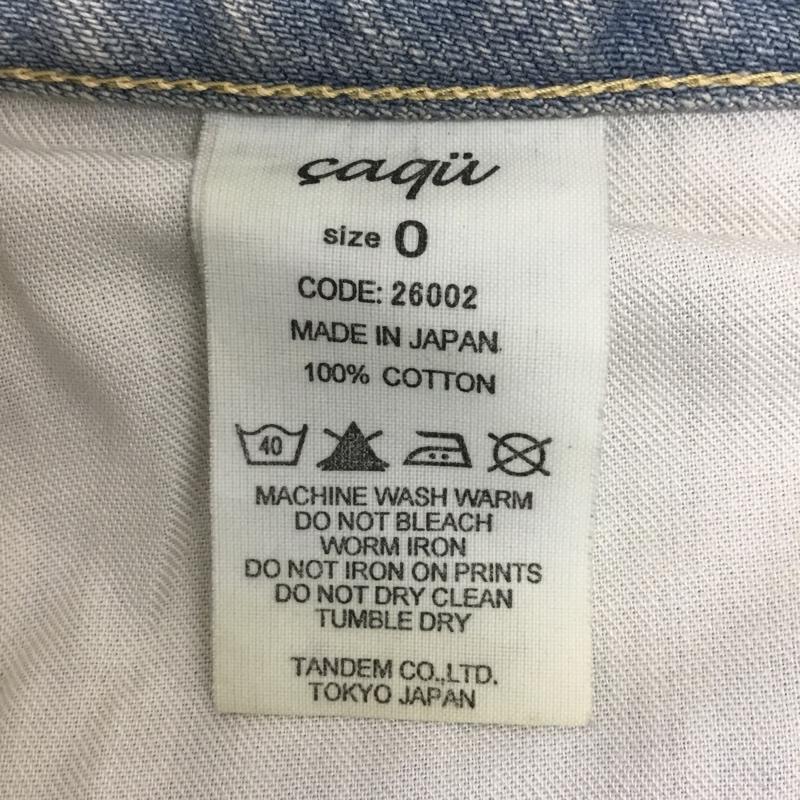 çaqü
size 0
CODE: 26002
MADE IN JAPAN
100% COTTON
40
MACHINE WASH WARM
DO NOT BLEACH
WORM IRON
DO NOT IRON ON PRINTS
DO NOT DRY CLEAN
TUMBLE DRY
TANDEM CO.,LTD.
TOKYO JAPAN